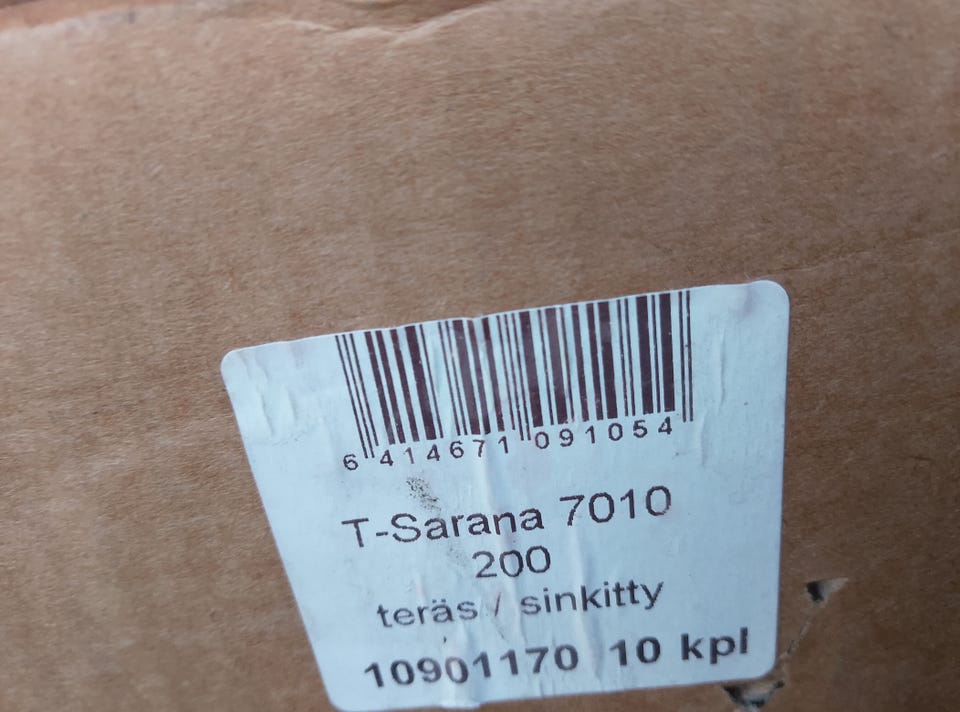 6 414671 091054
T-Sarana 7010
200
teräs / sinkitty
10901170 10 kpl